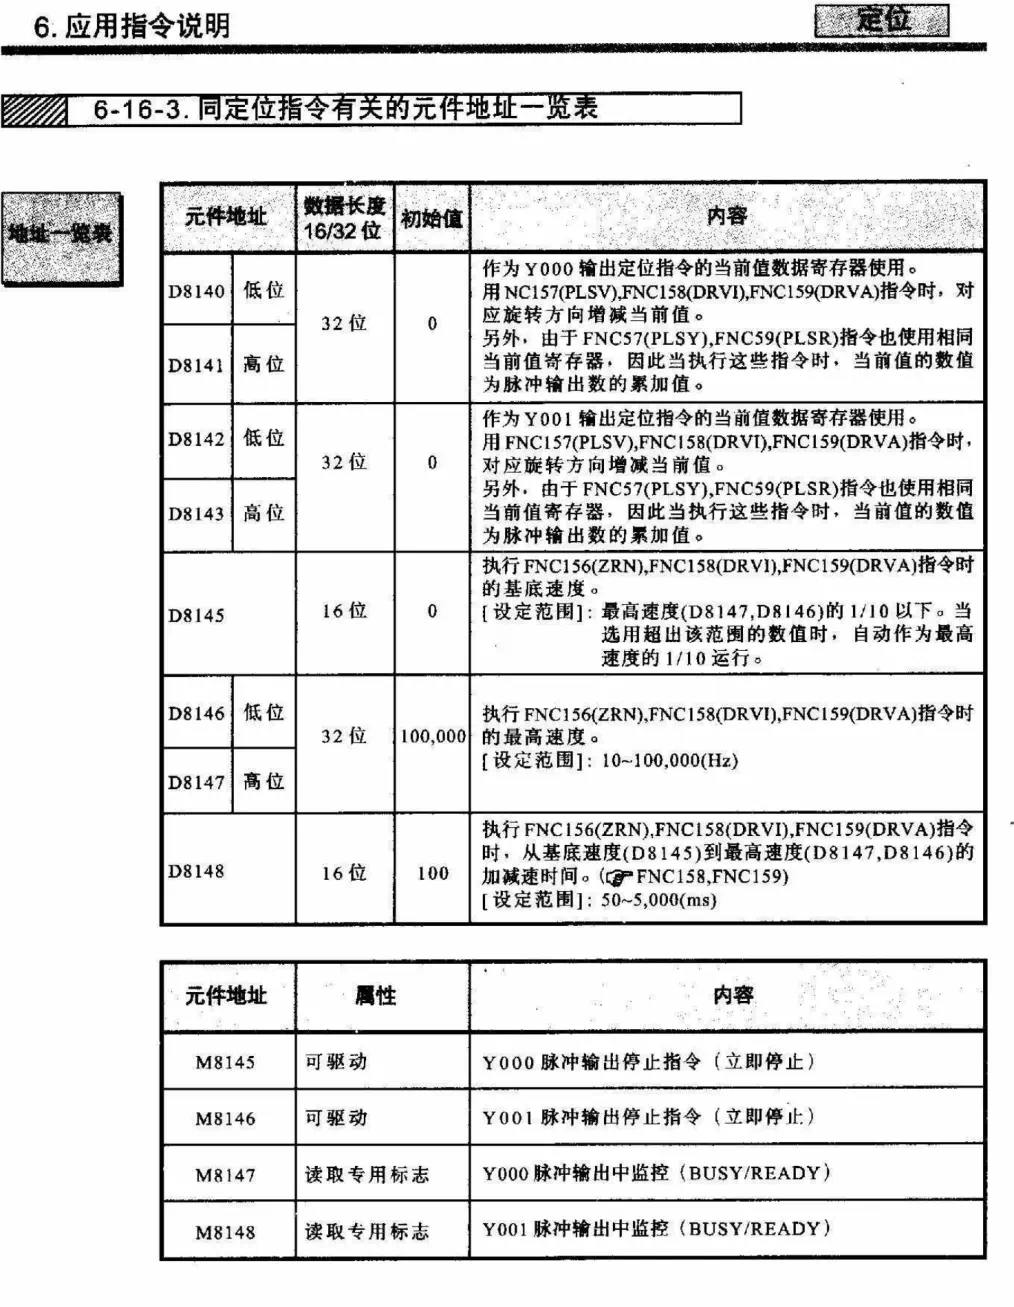 6. 应用指令说明
定位
6-16-3. 同定位指令有关的元件地址一览表
地址一览表
元件地址 数据长度 16/32 位 初始值 内容
D8140 低位 32 位 0
D8141 高位
作为 Y000 输出定位指令的当前值数据寄存器使用。
用 NC157(PLSV),FNC158(DRVI),FNC159(DRVA)指令时，对
应旋转方向增减当前值。
另外，由于 FNC57(PLSY),FNC59(PLSR)指令也使用相同
当前值寄存器，因此当执行这些指令时，当前值的数值
为脉冲输出数的累加值。
D8142 低位 32 位 0
D8143 高位
作为 Y001 输出定位指令的当前值数据寄存器使用。
用 FNC157(PLSV),FNC158(DRVI),FNC159(DRVA)指令时，
对应旋转方向增减当前值。
另外，由于 FNC57(PLSY),FNC59(PLSR)指令也使用相同
当前值寄存器，因此当执行这些指令时，当前值的数值
为脉冲输出数的累加值。
D8145 16 位 0
执行 FNC156(ZRN),FNC158(DRVI),FNC159(DRVA)指令时
的基底速度。
[设定范围]：最高速度(D8147,D8146)的 1/10 以下。当
选用超出该范围的数值时，自动作为最高
速度的 1/10 运行。
D8146 低位 32 位 100,000
D8147 高位
执行 FNC156(ZRN),FNC158(DRVI),FNC159(DRVA)指令时
的最高速度。
[设定范围]：10~100,000(Hz)
D8148 16 位 100
执行 FNC156(ZRN),FNC158(DRVI),FNC159(DRVA)指令
时，从基底速度(D8145)到最高速度(D8147,D8146)的
加减速时间。(☞FNC158,FNC159)
[设定范围]：50~5,000(ms)
元件地址 属性 内容
M8145 可驱动 Y000 脉冲输出停止指令（立即停止）
M8146 可驱动 Y001 脉冲输出停止指令（立即停止）
M8147 读取专用标志 Y000 脉冲输出中监控（BUSY/READY）
M8148 读取专用标志 Y001 脉冲输出中监控（BUSY/READY）